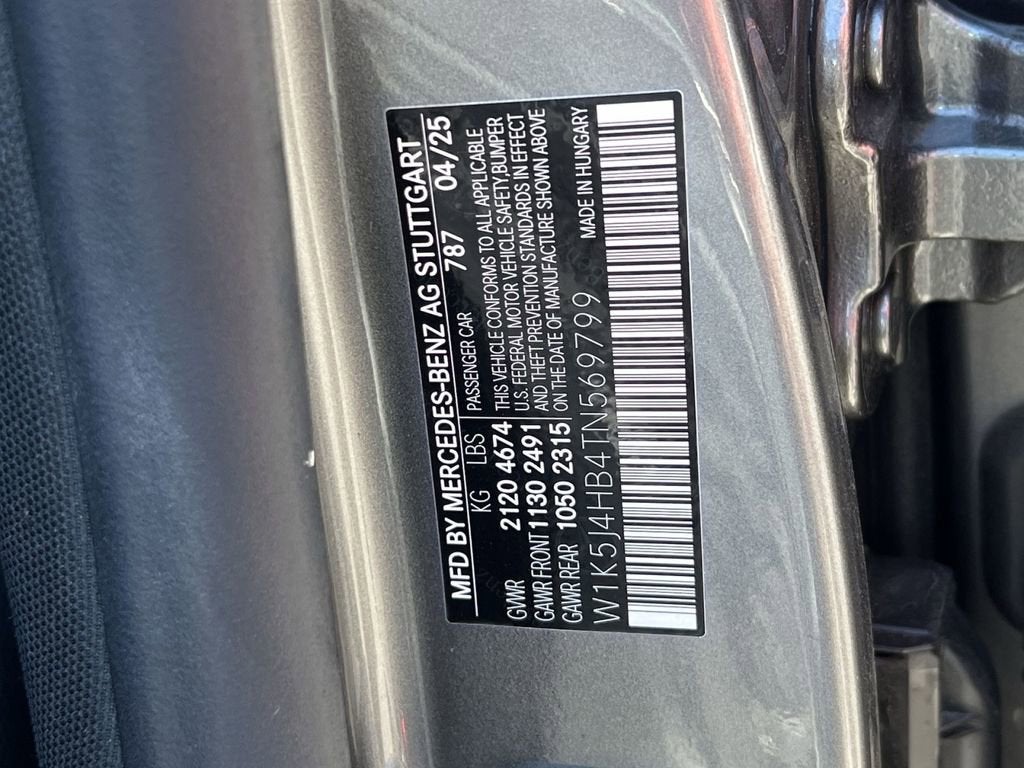 MFD BY MERCEDES-BENZ AG STUTTGART
KG LBS PASSENGER CAR 787 04/25
GVWR 2120 4674 THIS VEHICLE CONFORMS TO ALL APPLICABLE
GAWR FRONT 1130 2491 U.S. FEDERAL MOTOR VEHICLE SAFETY,BUMPER
GAWR REAR 1050 2315 AND THEFT PREVENTION STANDARDS IN EFFECT
ON THE DATE OF MANUFACTURE SHOWN ABOVE
W1K5J4HB4TN569799 MADE IN HUNGARY